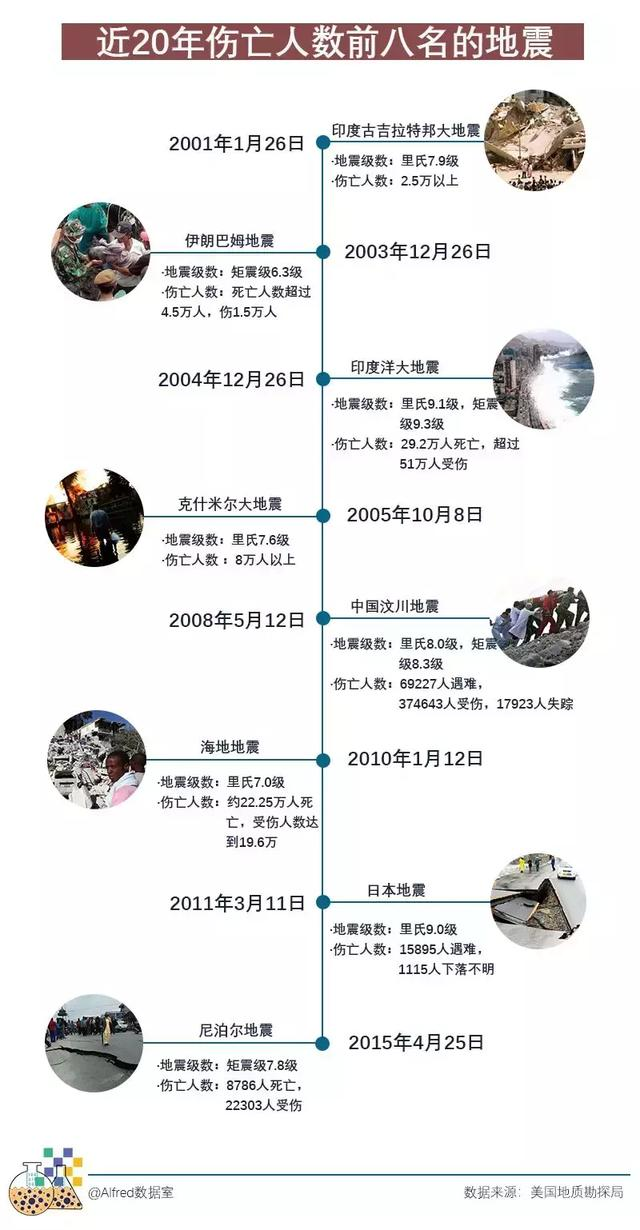 近20年伤亡人数前八名的地震
2001年1月26日
印度古吉拉特邦大地震
·地震级数：里氏7.9级
·伤亡人数：2.5万以上
伊朗巴姆地震
2003年12月26日
·地震级数：矩震级6.3级
·伤亡人数：死亡人数超过
4.5万人，伤1.5万人
2004年12月26日
印度洋大地震
·地震级数：里氏9.1级，矩震
级9.3级
·伤亡人数：29.2万人死亡，超过
51万人受伤
克什米尔大地震
2005年10月8日
·地震级数：里氏7.6级
·伤亡人数：8万人以上
2008年5月12日
中国汶川地震
·地震级数：里氏8.0级，矩震
级8.3级
·伤亡人数：69227人遇难，
374643人受伤，17923人失踪
海地地震
2010年1月12日
·地震级数：里氏7.0级
·伤亡人数：约22.25万人死
亡，受伤人数达
到19.6万
2011年3月11日
日本地震
·地震级数：里氏9.0级
·伤亡人数：15895人遇难，
1115人下落不明
尼泊尔地震
2015年4月25日
·地震级数：矩震级7.8级
·伤亡人数：8786人死亡，
22303人受伤
@Alfred数据室
数据来源：美国地质勘探局